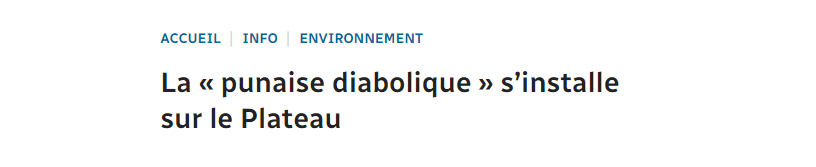 ACCUEIL | INFO | ENVIRONNEMENT
La « punaise diabolique » s’installe
sur le Plateau